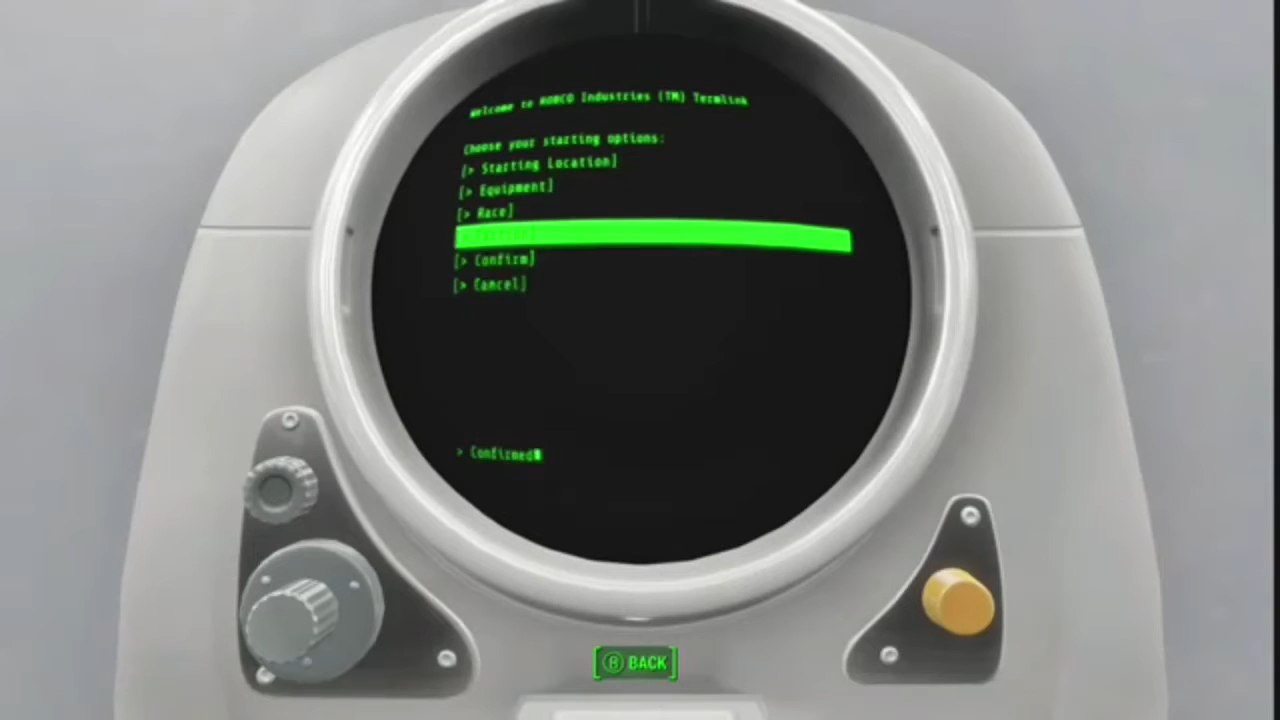 Welcome to ROBCO Industries (TM) Termlink
Choose your starting options:
[> Starting Location]
[> Equipment]
[> Race]
[> Confirm]
[> Cancel]
> Confirmed
Ⓑ BACK